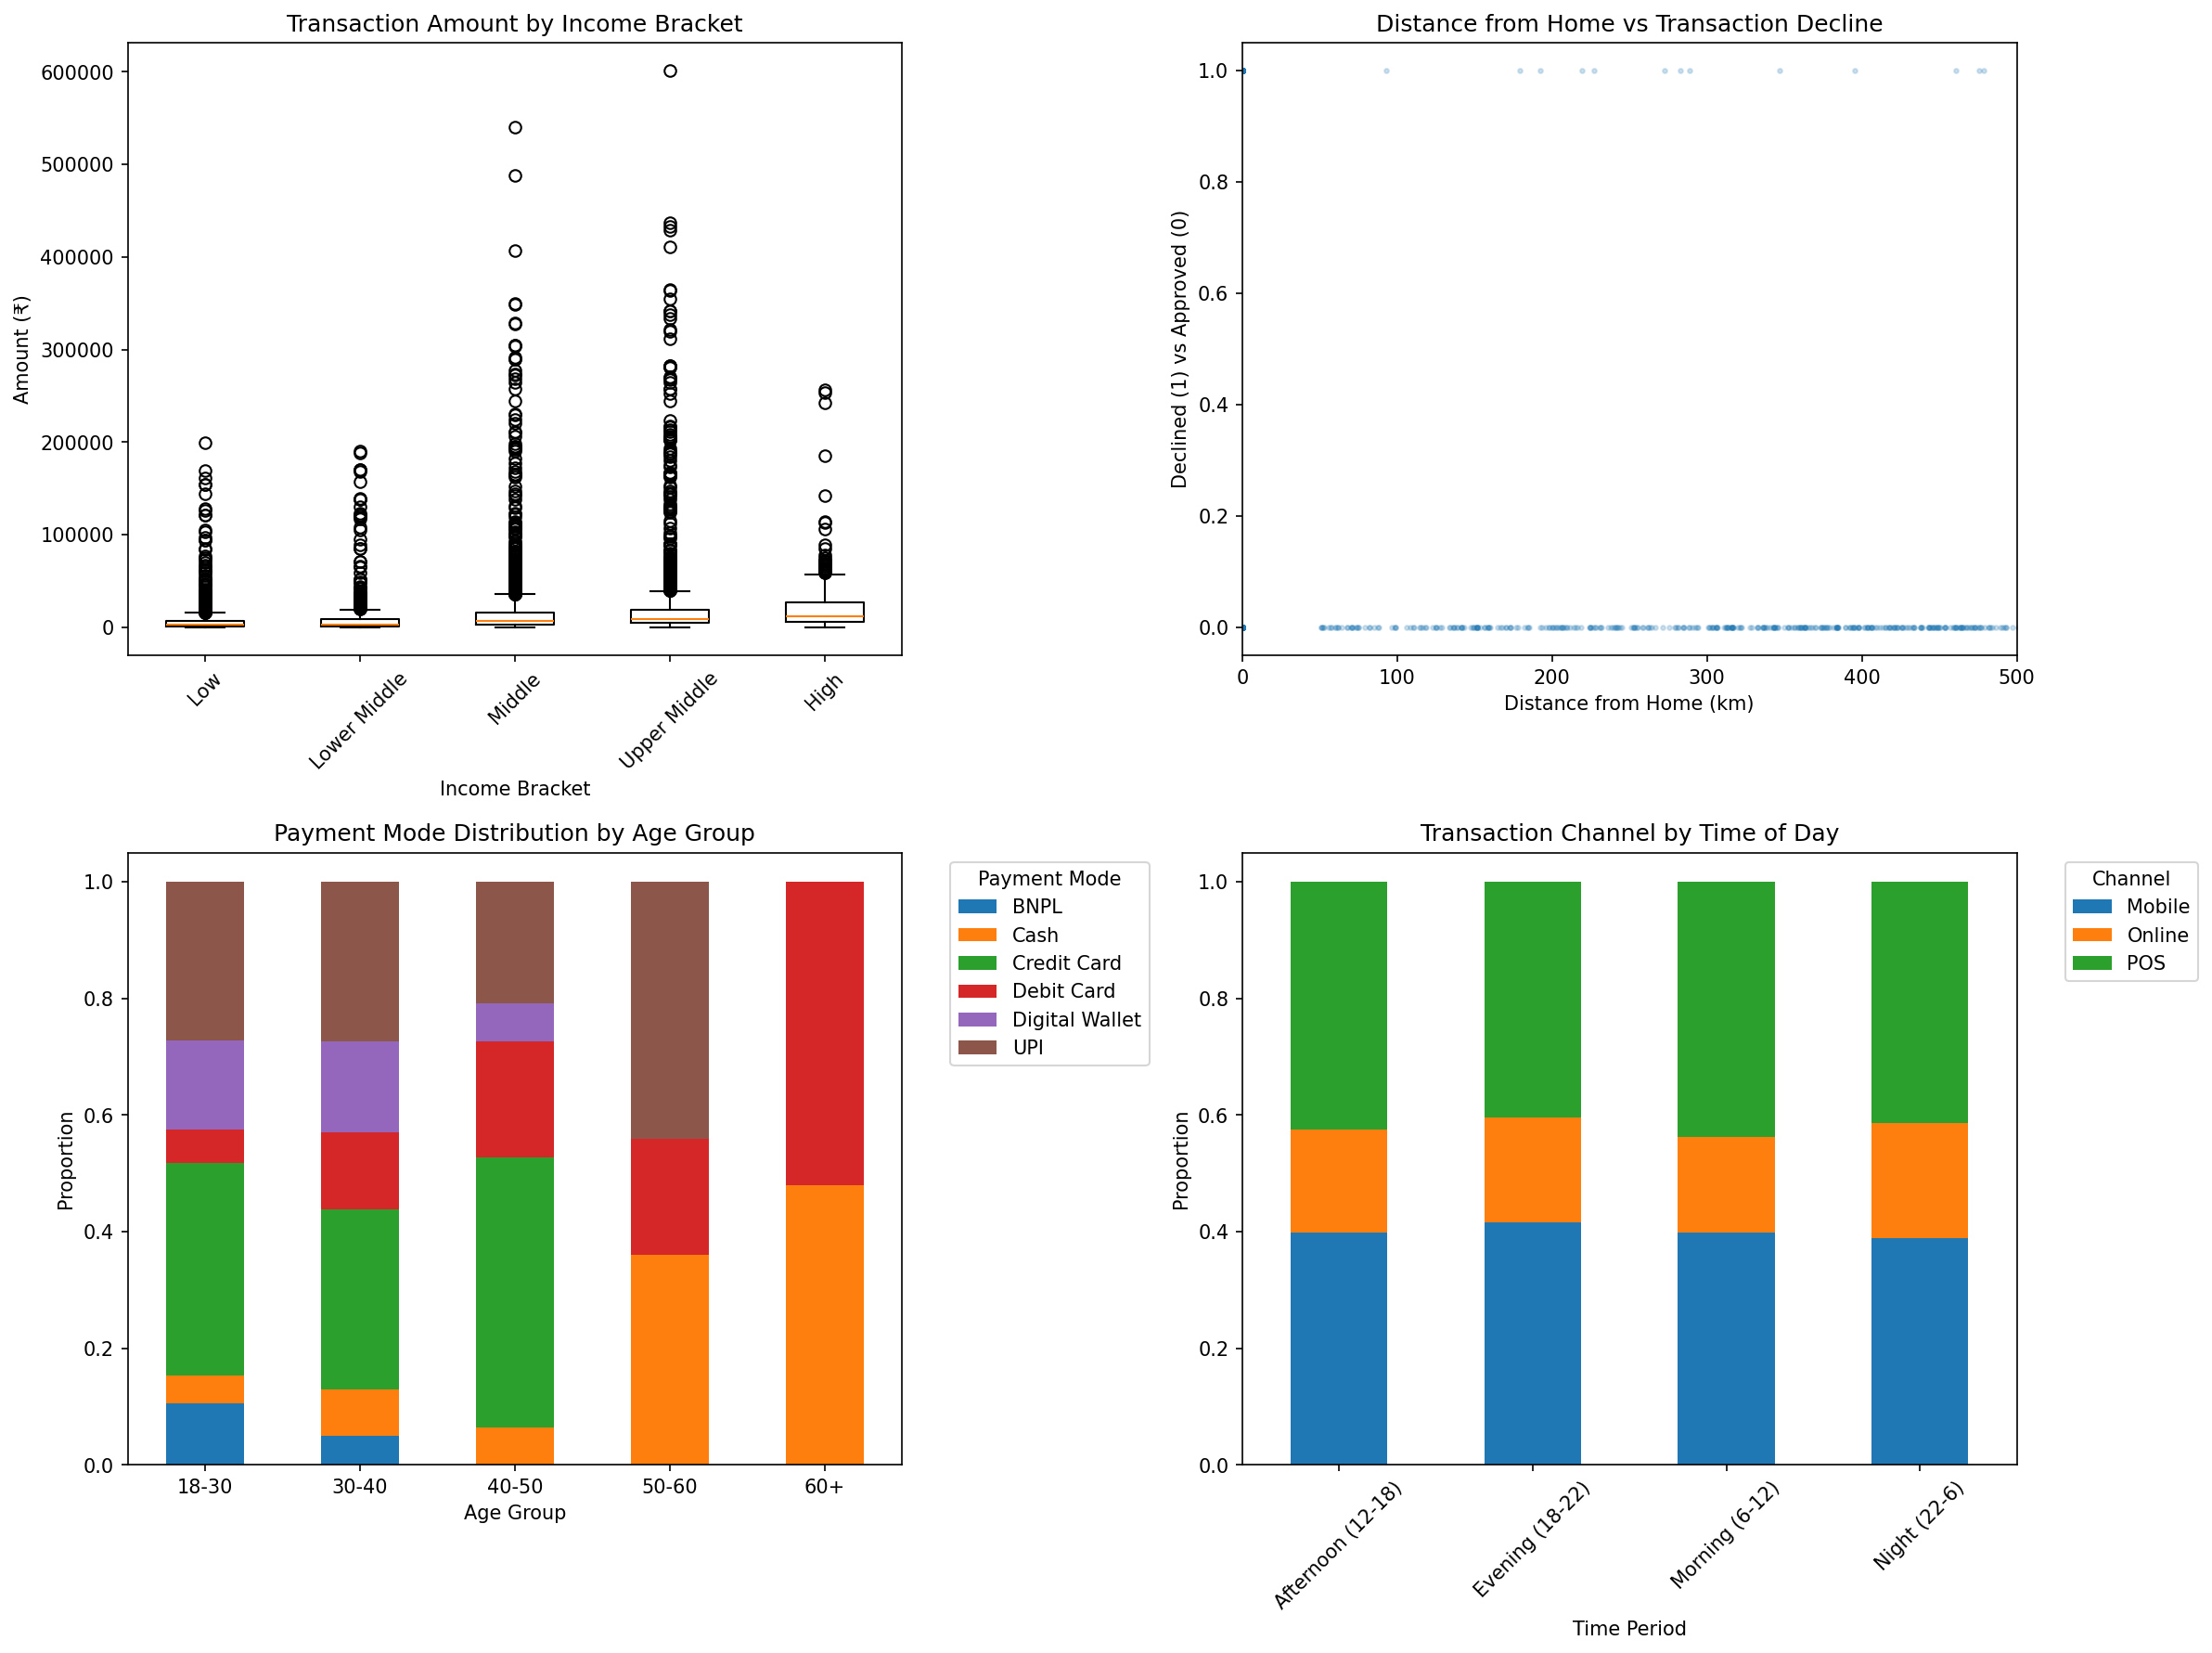 Transaction Amount by Income Bracket
600000
500000
400000
300000
200000
100000
0
Amount (₹)
Low
Lower Middle
Middle
Upper Middle
High
Income Bracket
Distance from Home vs Transaction Decline
1.0
0.8
0.6
0.4
0.2
0.0
Declined (1) vs Approved (0)
0 100 200 300 400 500
Distance from Home (km)
Payment Mode Distribution by Age Group
1.0
0.8
0.6
0.4
0.2
0.0
Proportion
18-30 30-40 40-50 50-60 60+
Age Group
Payment Mode
BNPL
Cash
Credit Card
Debit Card
Digital Wallet
UPI
Transaction Channel by Time of Day
1.0
0.8
0.6
0.4
0.2
0.0
Proportion
Afternoon (12-18)
Evening (18-22)
Morning (6-12)
Night (22-6)
Time Period
Channel
Mobile
Online
POS